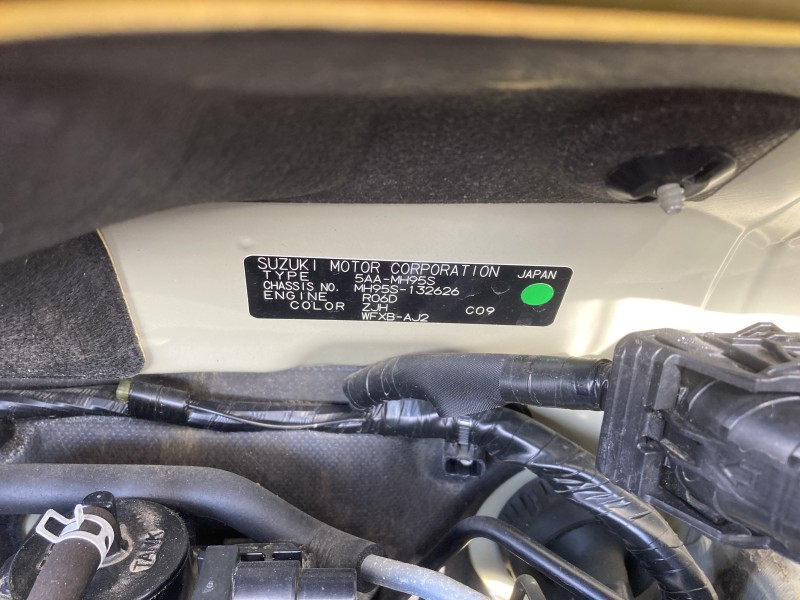 SUZUKI MOTOR CORPORATION JAPAN
TYPE 5AA-MH95S
CHASSIS NO. MH95S-132626
ENGINE R06D
COLOR ZJH C09
WFXB-AJ2
TANK